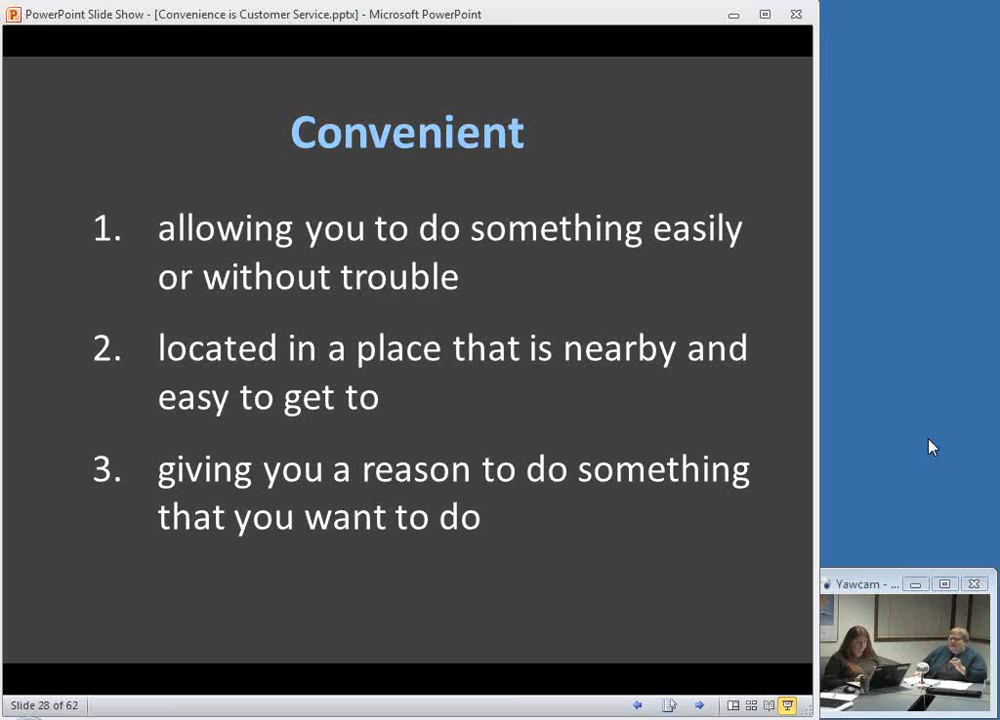 PowerPoint Slide Show - [Convenience is Customer Service.pptx] - Microsoft PowerPoint
Convenient
1. allowing you to do something easily
or without trouble
2. located in a place that is nearby and
easy to get to
3. giving you a reason to do something
that you want to do
Yawcam - ...
Slide 28 of 62